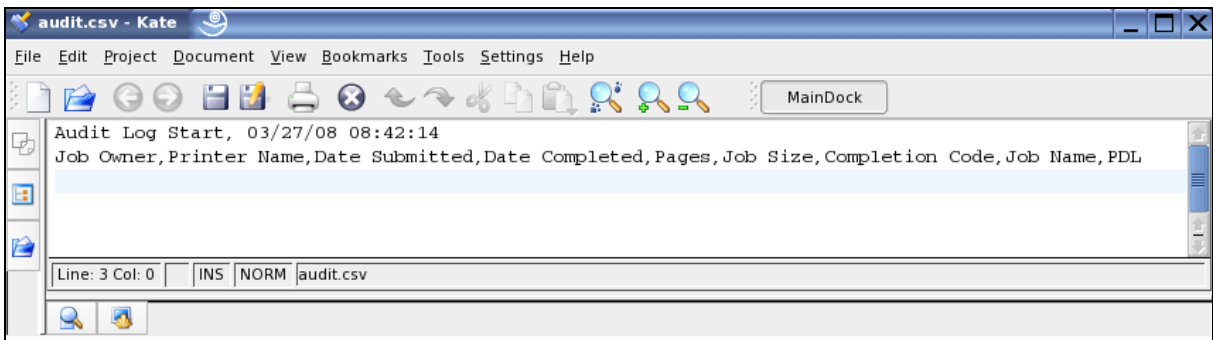 audit.csv - Kate
File Edit Project Document View Bookmarks Tools Settings Help
MainDock
Audit Log Start, 03/27/08 08:42:14
Job Owner,Printer Name,Date Submitted,Date Completed,Pages,Job Size,Completion Code,Job Name,PDL
Line: 3 Col: 0 INS NORM audit.csv